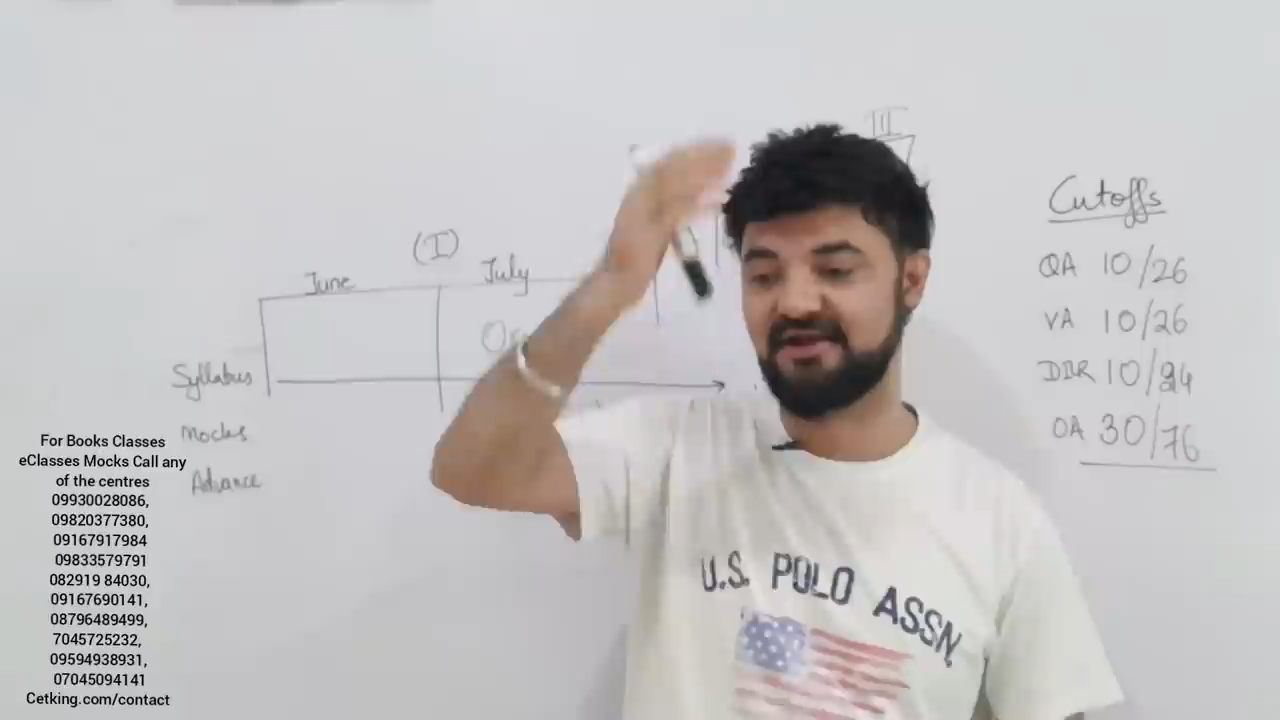 III
Cutoffs
QA 10/26
VA 10/26
DILR 10/24
OA 30/76
(I)
June
July
Syllabus
Mocks
Advance
For Books Classes
eClasses Mocks Call any
of the centres
09930028086,
09820377380,
09167917984
09833579791
082919 84030,
09167690141,
08796489499,
7045725232,
09594938931,
07045094141
Cetking.com/contact
U.S. POLO ASSN.